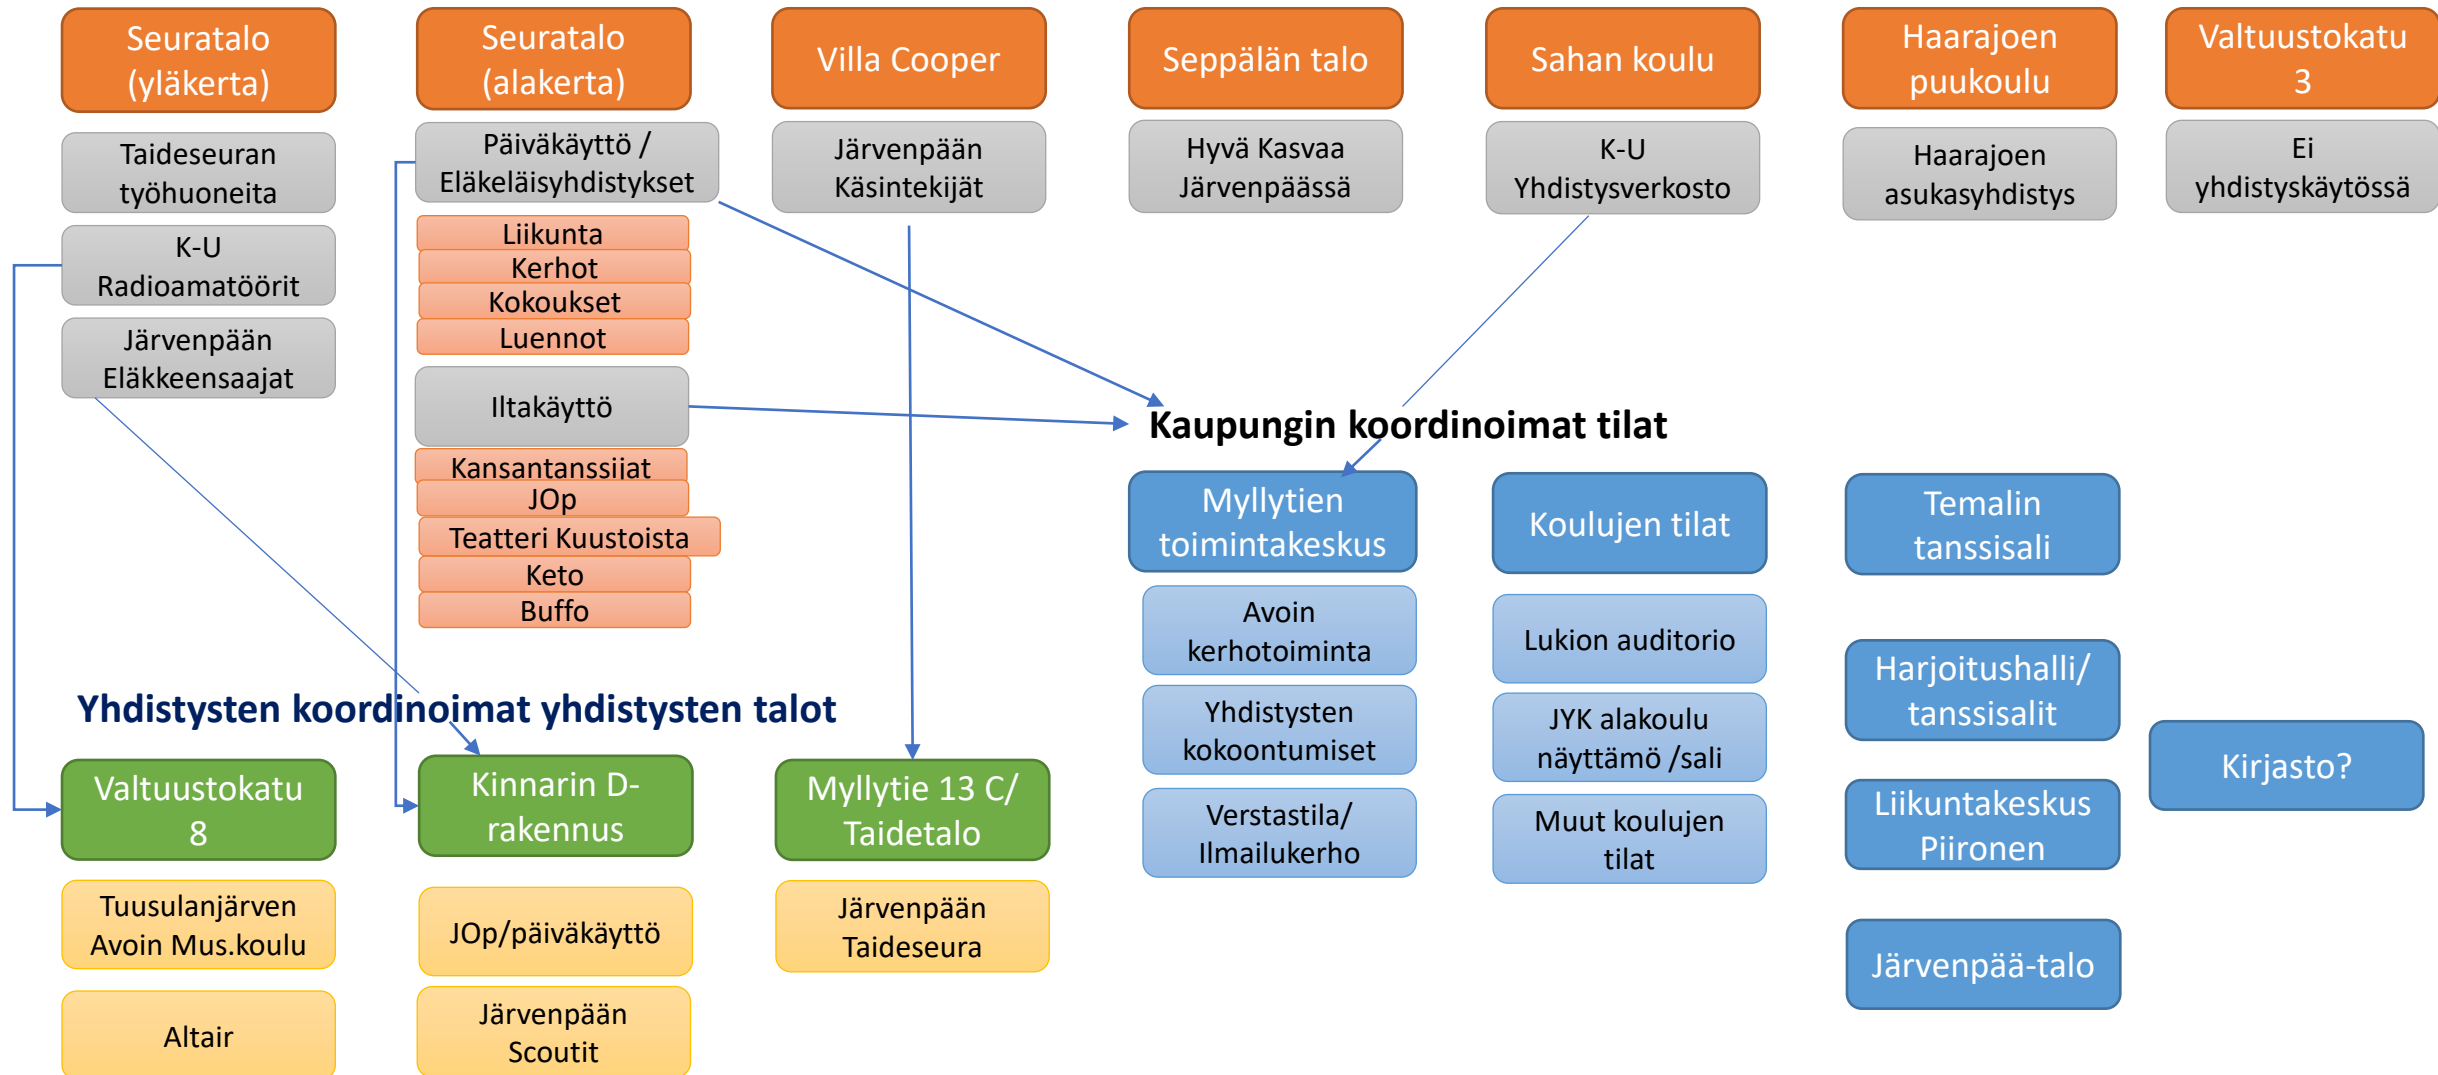 Seuratalo
(yläkerta)
Seuratalo
(alakerta)
Villa Cooper
Seppälän talo
Sahan koulu
Haarajoen
puukoulu
Valtuustokatu
3
Taideseuran
työhuoneita
K-U
Radioamatöörit
Järvenpään
Eläkkeensaajat
Päiväkäyttö /
Eläkeläisyhdistykset
Liikunta
Kerhot
Kokoukset
Luennot
Iltakäyttö
Kansantanssijat
JOp
Teatteri Kuustoista
Keto
Buffo
Järvenpään
Käsintekijät
Hyvä Kasvaa
Järvenpäässä
K-U
Yhdistysverkosto
Haarajoen
asukasyhdistys
Ei
yhdistyskäytössä
Kaupungin koordinoimat tilat
Myllytien
toimintakeskus
Avoin
kerhotoiminta
Yhdistysten
kokoontumiset
Verstastila/
Ilmailukerho
Koulujen tilat
Lukion auditorio
JYK alakoulu
näyttämö /sali
Muut koulujen
tilat
Temalin
tanssisali
Harjoitushalli/
tanssisalit
Liikuntakeskus
Piironen
Järvenpää-talo
Kirjasto?
Yhdistysten koordinoimat yhdistysten talot
Valtuustokatu
8
Tuusulanjärven
Avoin Mus.koulu
Altair
Kinnarin D-
rakennus
JOp/päiväkäyttö
Järvenpään
Scoutit
Myllytie 13 C/
Taidetalo
Järvenpään
Taideseura